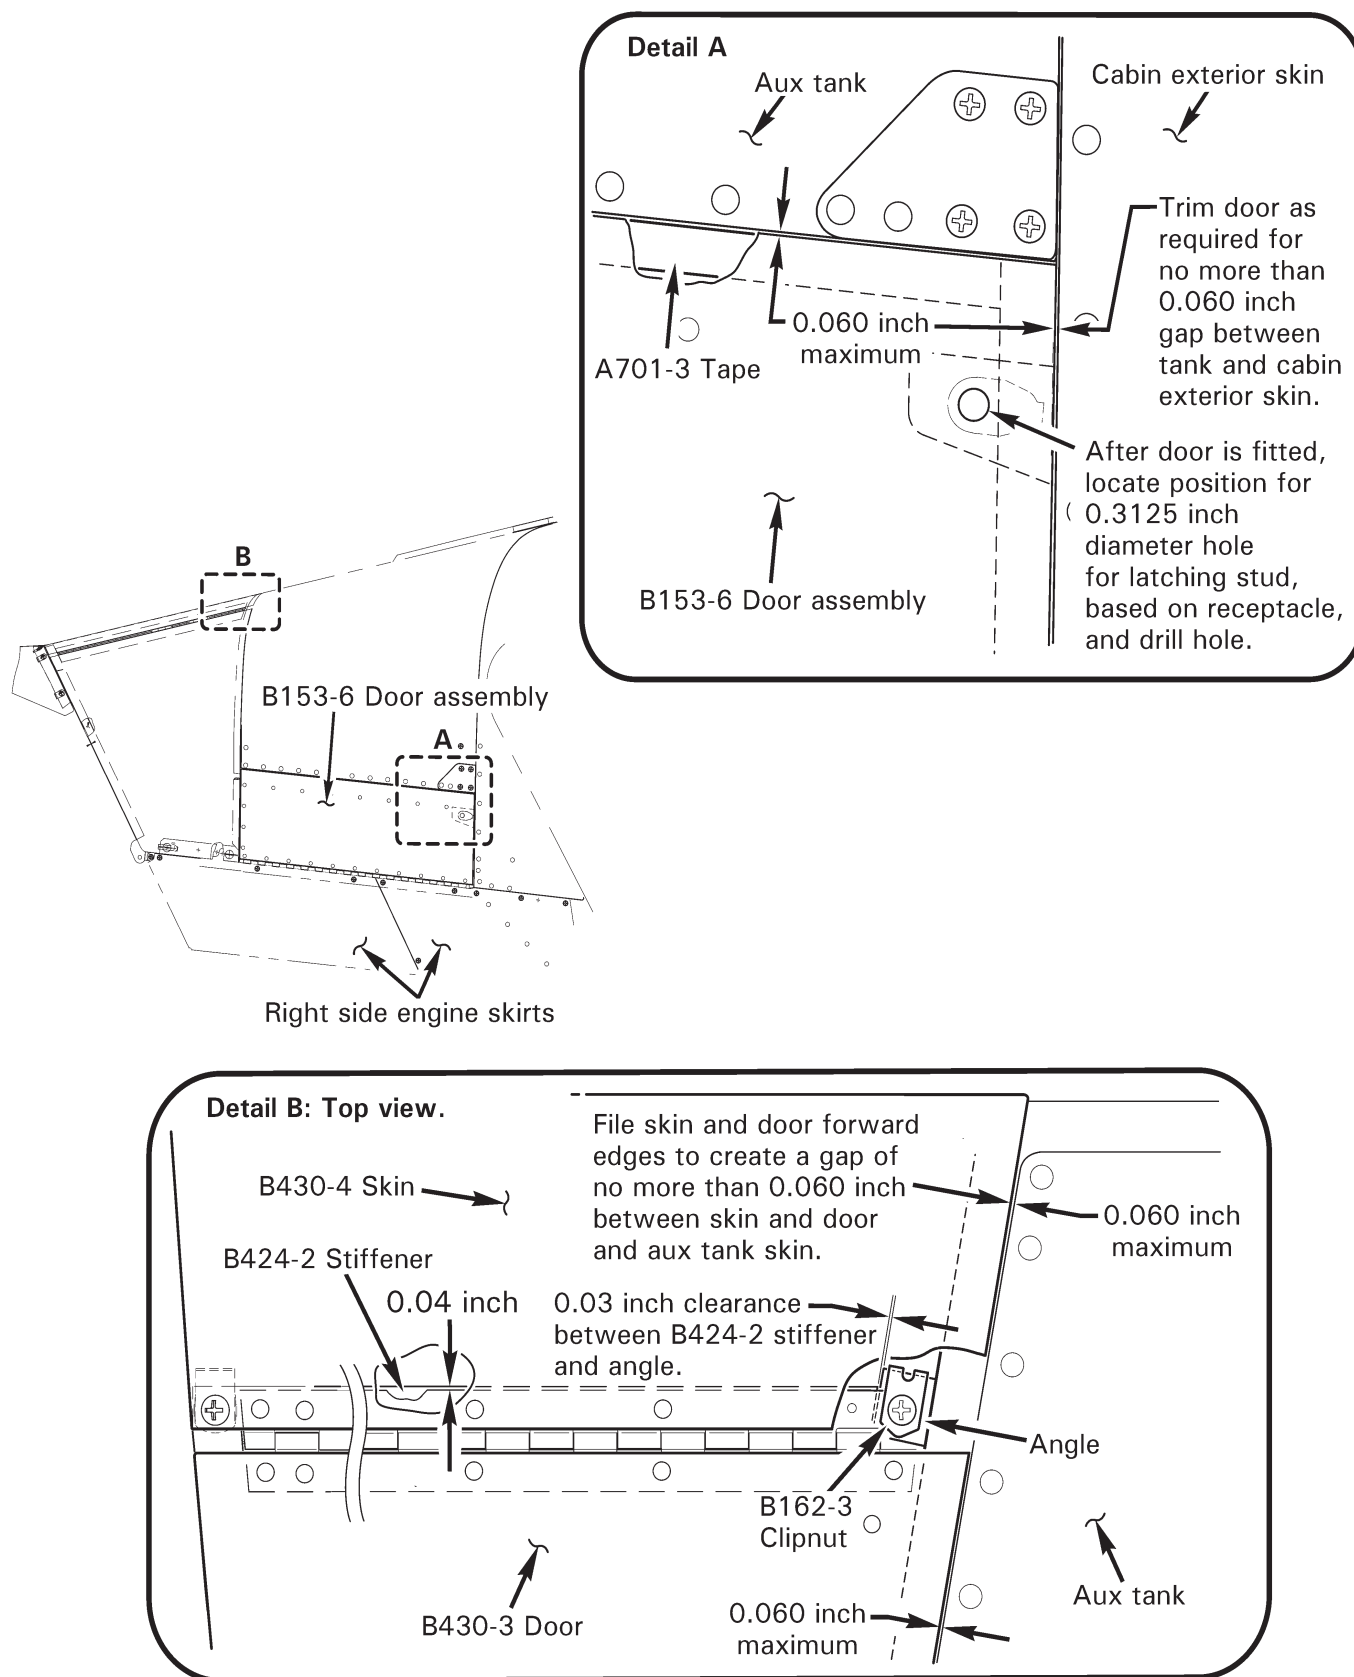 Detail A
Aux tank
Cabin exterior skin
Trim door as
required for
no more than
0.060 inch
gap between
tank and cabin
exterior skin.
0.060 inch
maximum
A701-3 Tape
After door is fitted,
locate position for
0.3125 inch
diameter hole
for latching stud,
based on receptacle,
and drill hole.
B153-6 Door assembly
B
B153-6 Door assembly
A
Right side engine skirts
Detail B: Top view.
File skin and door forward
edges to create a gap of
no more than 0.060 inch
between skin and door
and aux tank skin.
B430-4 Skin
0.060 inch
maximum
B424-2 Stiffener
0.04 inch
0.03 inch clearance
between B424-2 stiffener
and angle.
Angle
B162-3
Clipnut
Aux tank
B430-3 Door
0.060 inch
maximum